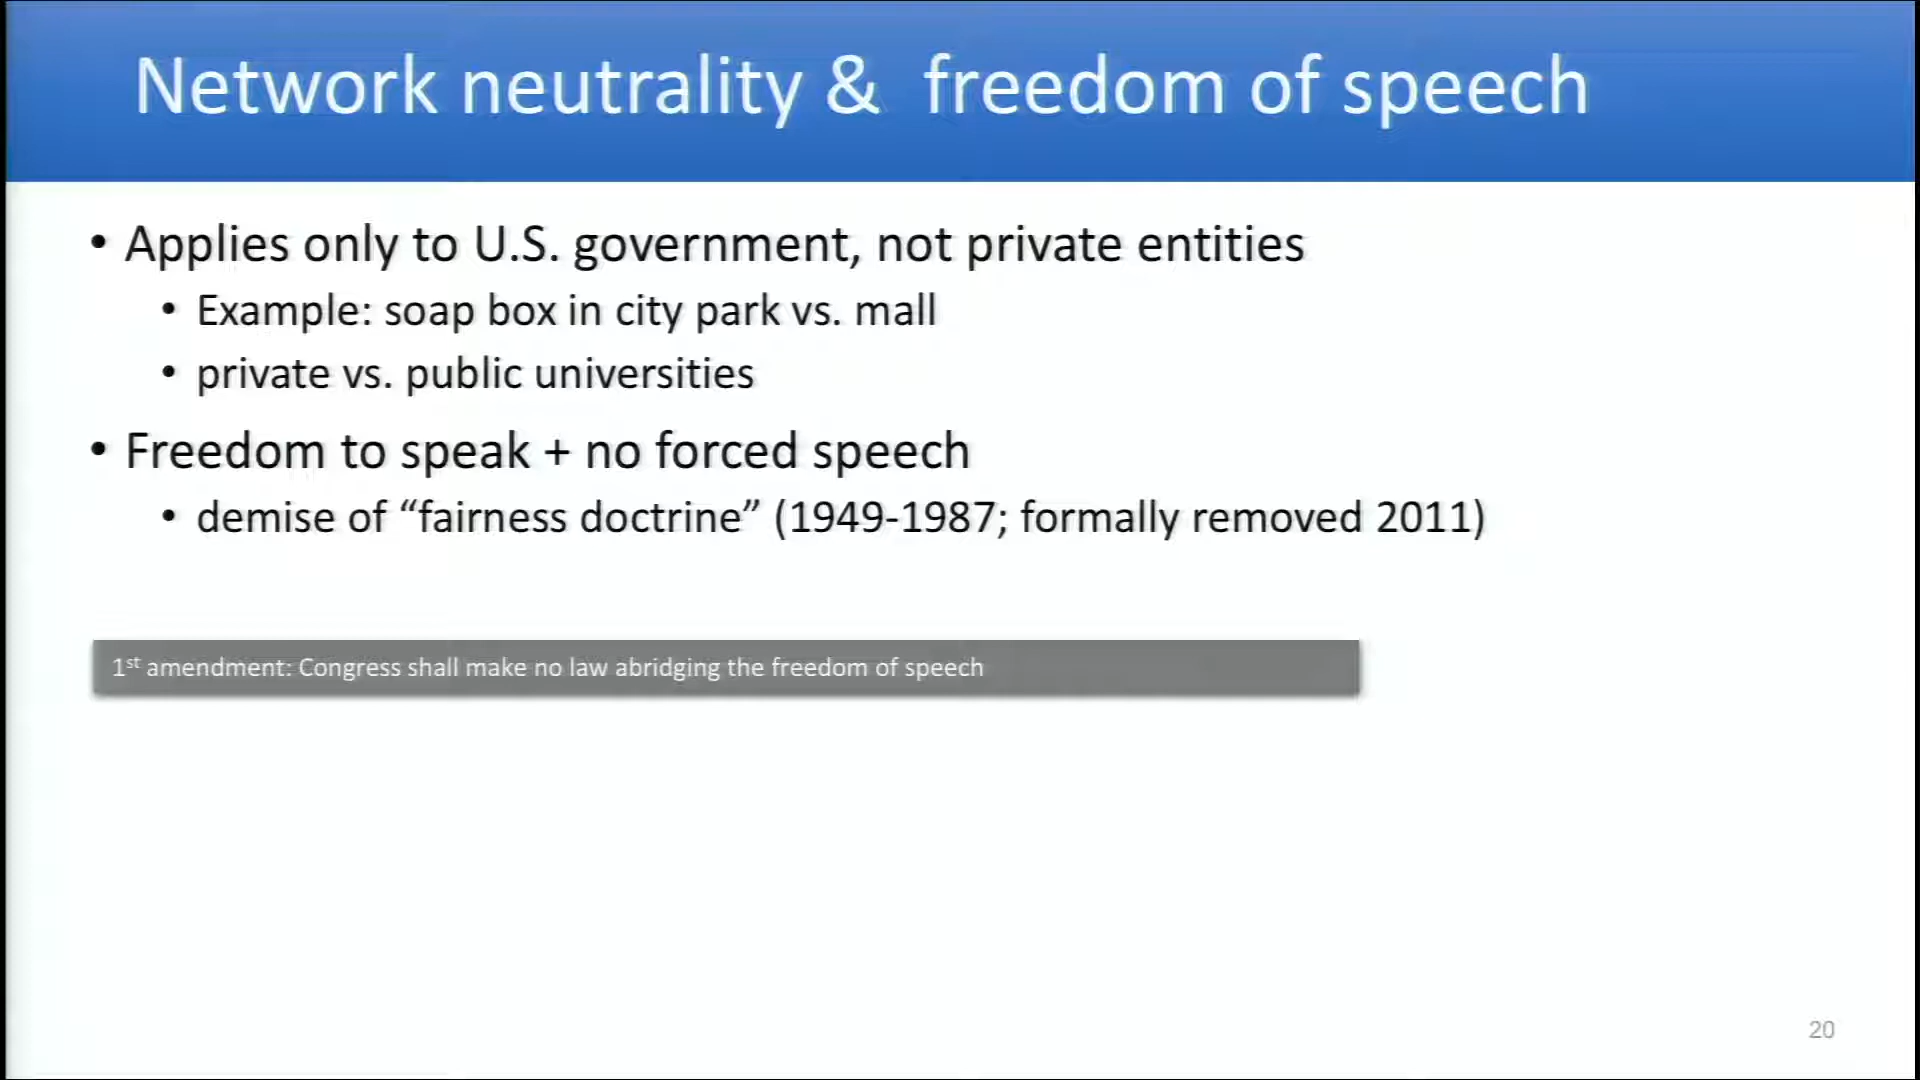 Network neutrality & freedom of speech
• Applies only to U.S. government, not private entities
• Example: soap box in city park vs. mall
• private vs. public universities
• Freedom to speak + no forced speech
• demise of “fairness doctrine” (1949-1987; formally removed 2011)
1st amendment: Congress shall make no law abridging the freedom of speech
20